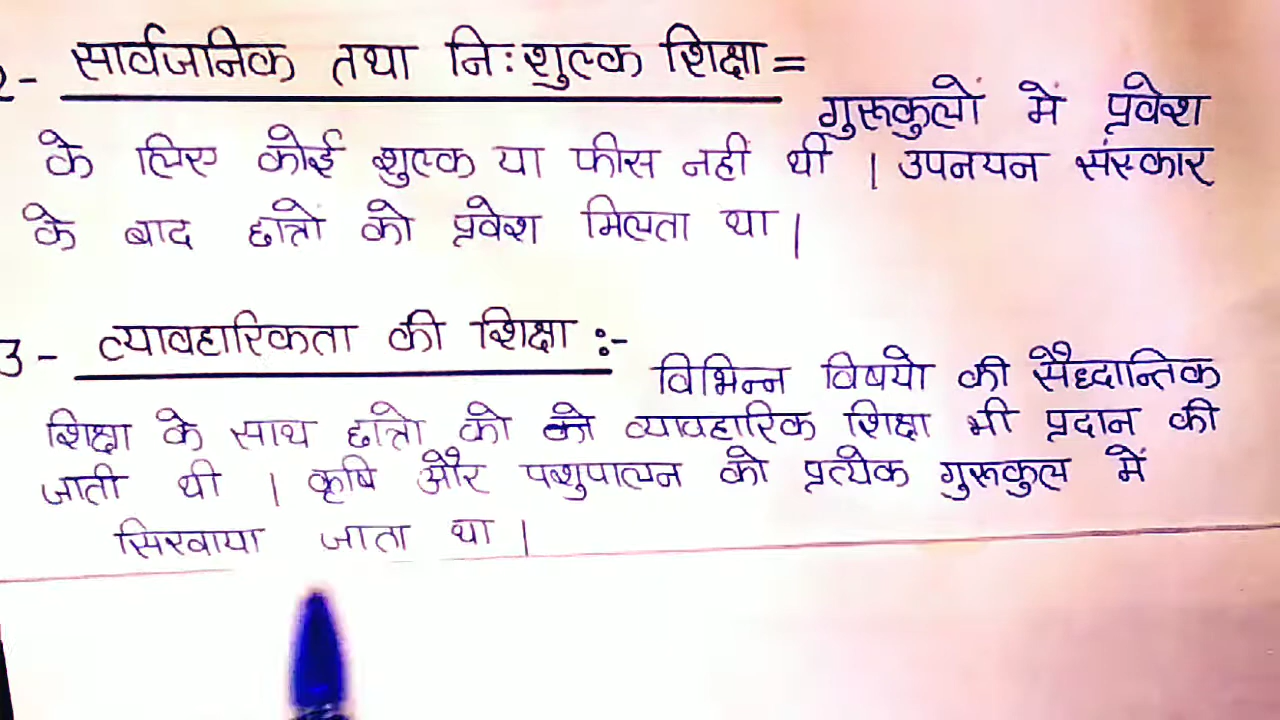 2- सार्वजनिक तथा निःशुल्क शिक्षा =
गुरूकुलों में प्रवेश
के लिए कोई शुल्क या फीस नही थी । उपनयन संस्कार
के बाद छात्रों को प्रवेश मिलता था ।
3 - व्यावहारिकता की शिक्षा :-
विभिन्न विषयो की सैध्दान्तिक
शिक्षा के साथ छात्रो को को व्यावहारिक शिक्षा भी प्रदान की
जाती थी । कृषि और पशुपालन को प्रत्येक गुरूकुल में
सिखाया जाता था ।